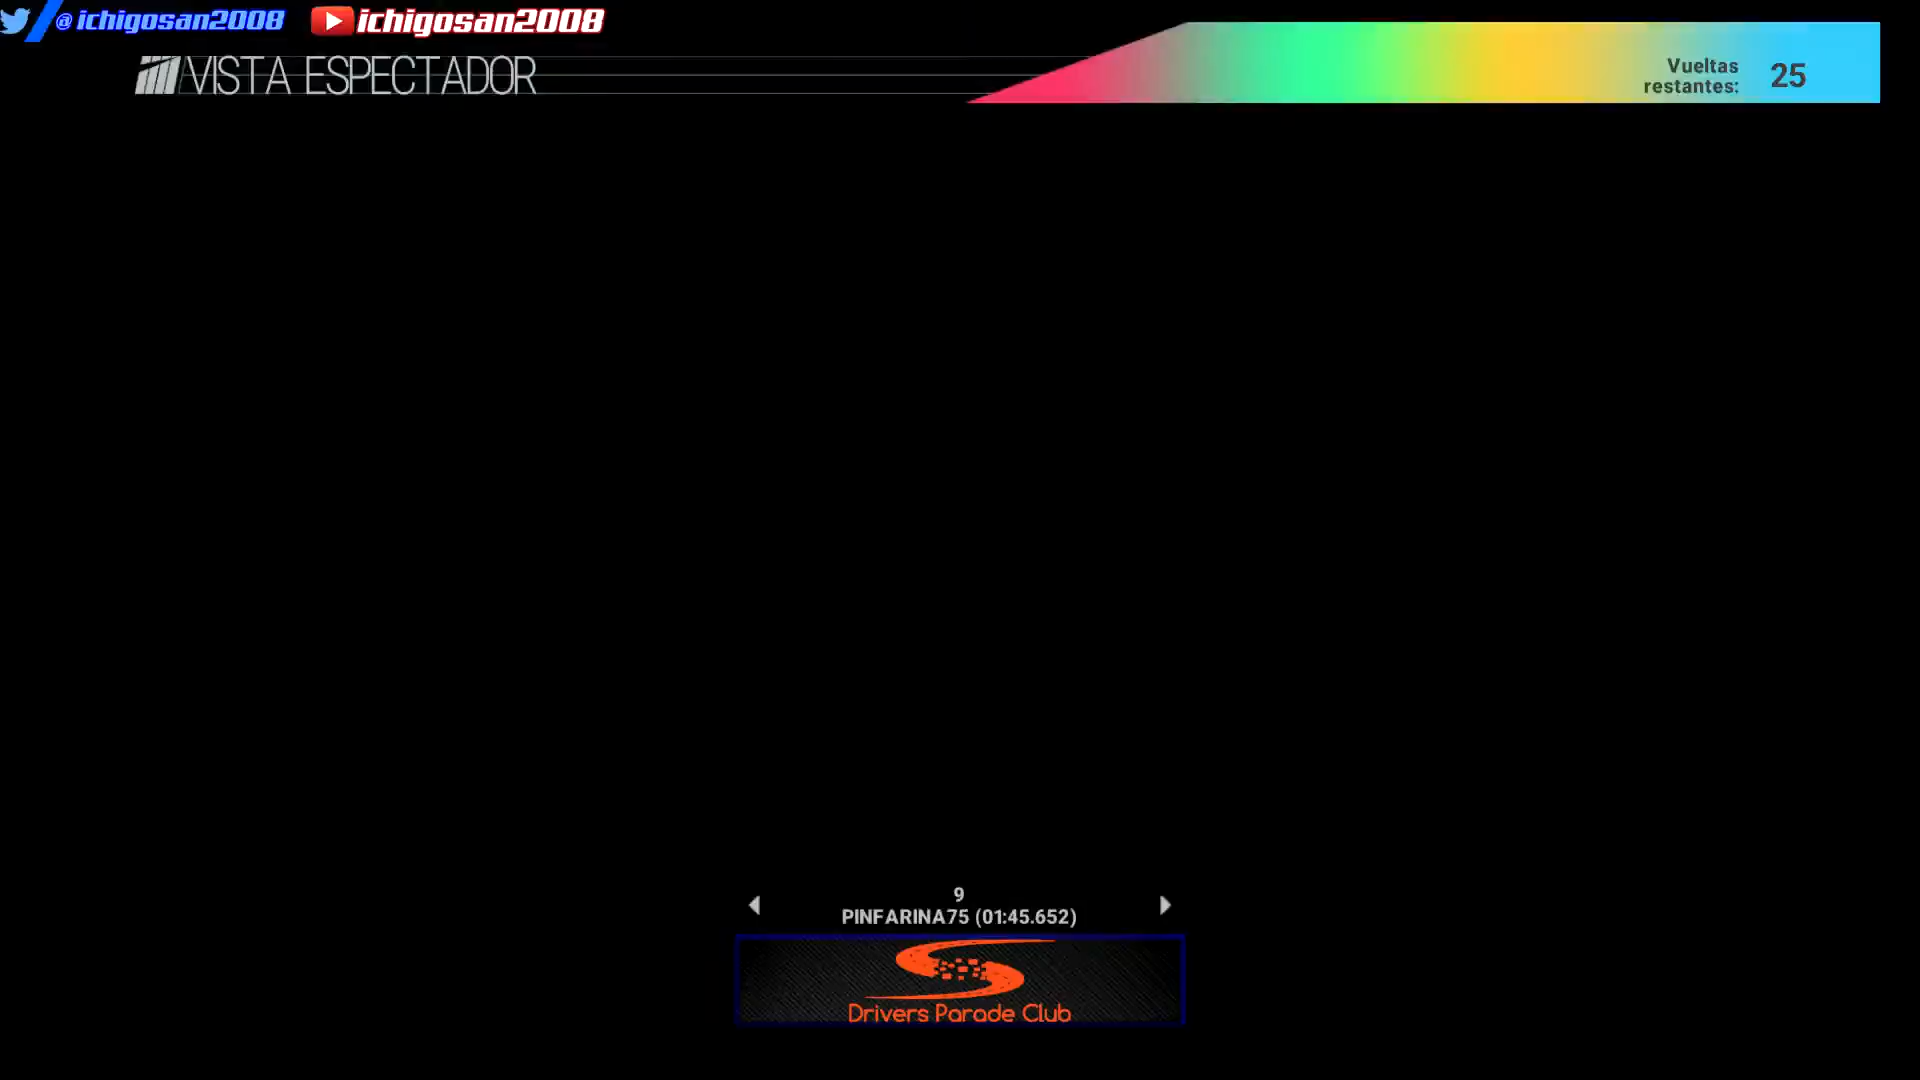 @ichigosan2008 ichigosan2008
VISTA ESPECTADOR
Vueltas
restantes:
25
9
PINFARINA75 (01:45.652)
Drivers Parade Club